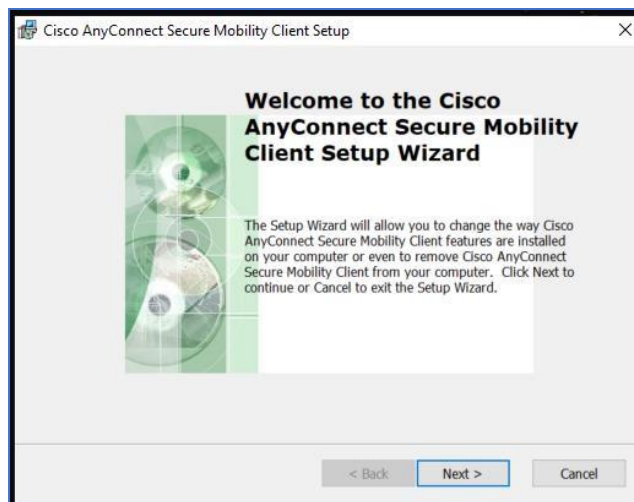 Cisco AnyConnect Secure Mobility Client Setup
Welcome to the Cisco
AnyConnect Secure Mobility
Client Setup Wizard
The Setup Wizard will allow you to change the way Cisco
AnyConnect Secure Mobility Client features are installed
on your computer or even to remove Cisco AnyConnect
Secure Mobility Client from your computer. Click Next to
continue or Cancel to exit the Setup Wizard.
< Back Next > Cancel